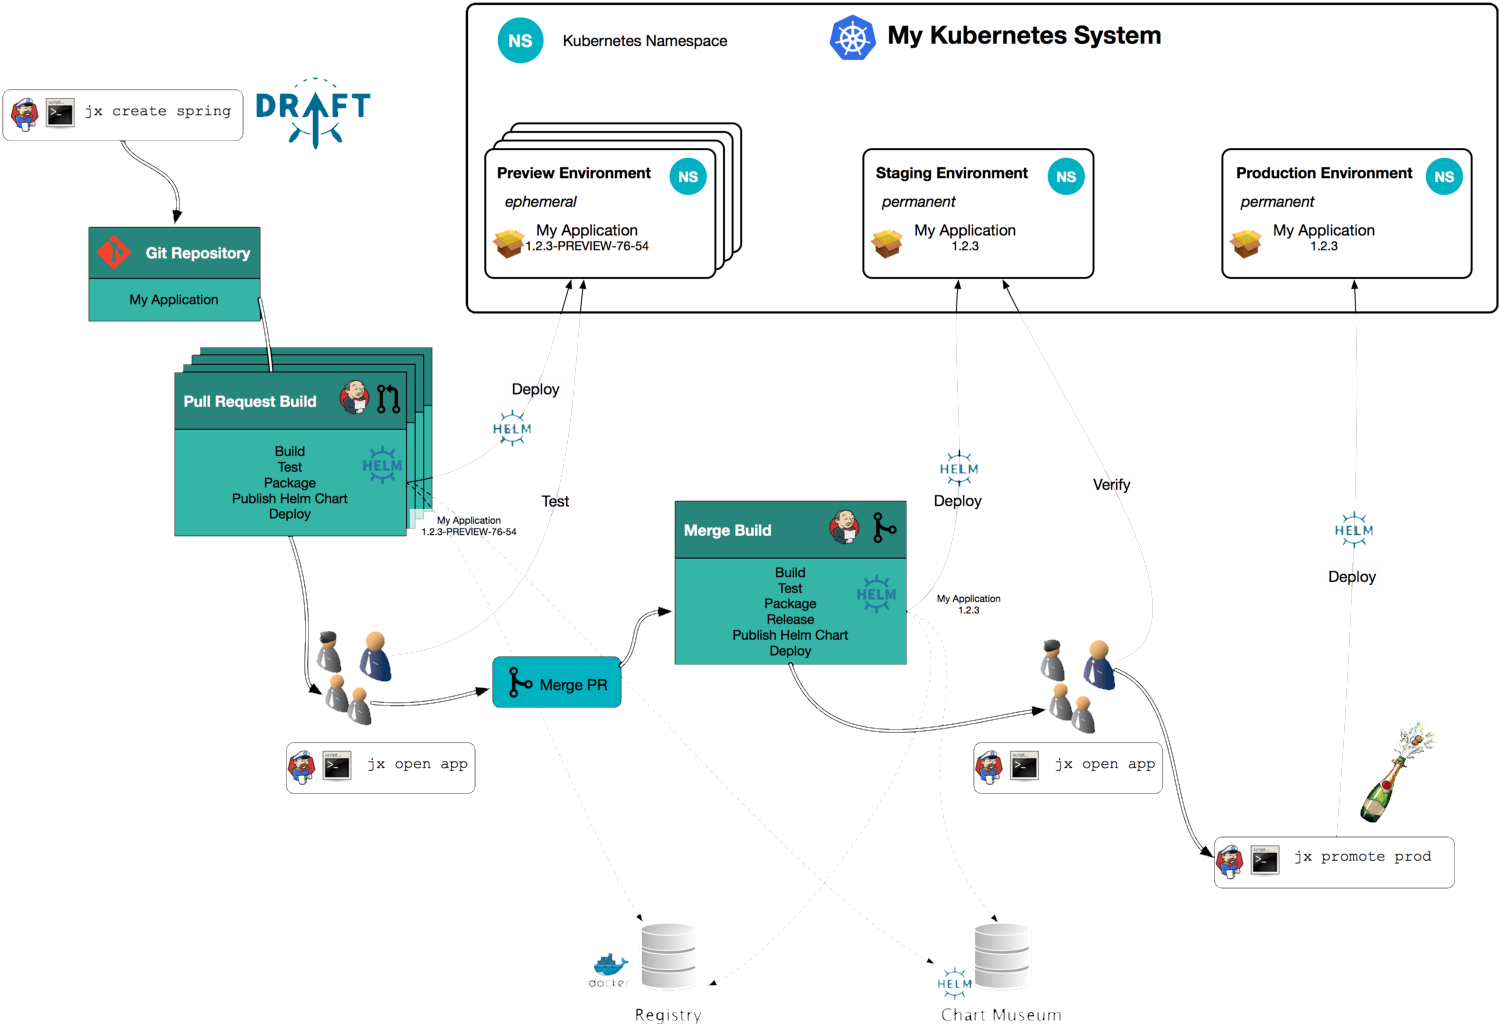 NS
Kubernetes Namespace
My Kubernetes System
script...
>_
jx create spring
DRAFT
Preview Environment
NS
ephemeral
My Application
1.2.3-PREVIEW-76-54
Staging Environment
NS
permanent
My Application
1.2.3
Production Environment
NS
permanent
My Application
1.2.3
Git Repository
My Application
Pull Request Build
Build
Test
Package
Publish Helm Chart
Deploy
HELM
Deploy
HELM
Test
My Application
1.2.3-PREVIEW-76-54
HELM
Deploy
Verify
Merge Build
Build
Test
Package
Release
Publish Helm Chart
Deploy
HELM
My Application
1.2.3
HELM
Deploy
Merge PR
script...
>_
jx open app
script...
>_
jx open app
script...
>_
jx promote prod
docker
Registry
HELM
Chart Museum